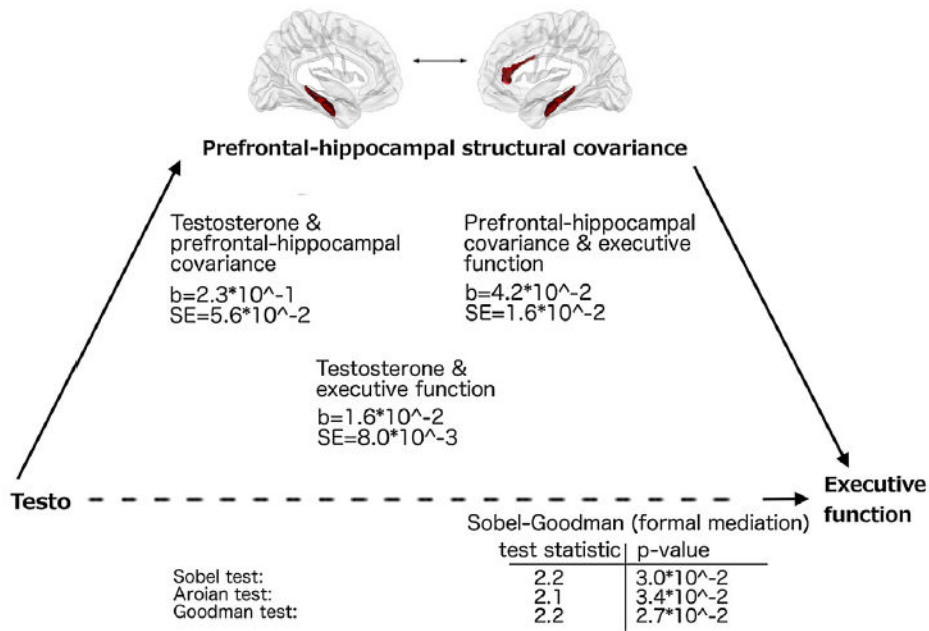 Prefrontal-hippocampal structural covariance
Testosterone &
prefrontal-hippocampal
covariance
b=2.3*10^-1
SE=5.6*10^-2
Prefrontal-hippocampal
covariance & executive
function
b=4.2*10^-2
SE=1.6*10^-2
Testosterone &
executive function
b=1.6*10^-2
SE=8.0*10^-3
Testo
Executive
function
Sobel-Goodman (formal mediation)
test statistic p-value
Sobel test: 2.2 3.0*10^-2
Aroian test: 2.1 3.4*10^-2
Goodman test: 2.2 2.7*10^-2